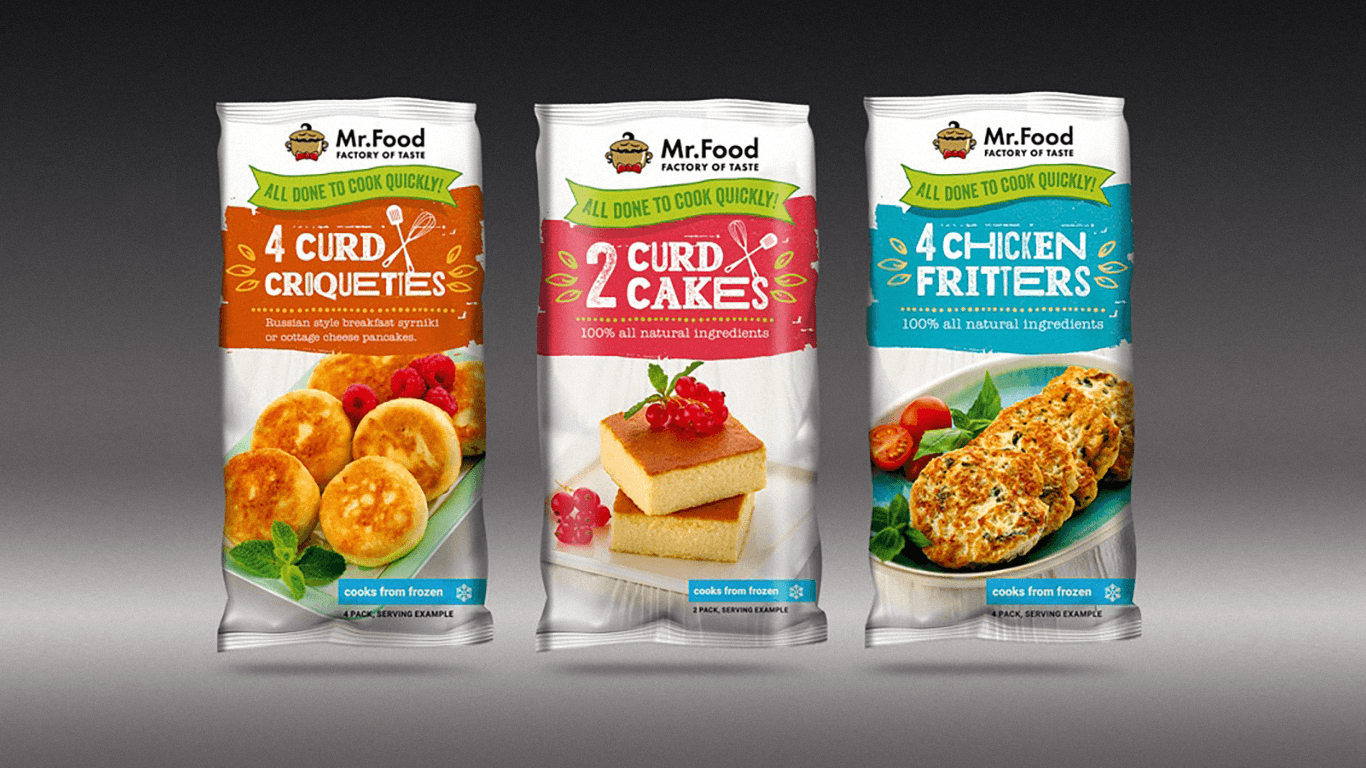 Mr.Food
FACTORY OF TASTE
ALL DONE TO COOK QUICKLY!
4 CURD
CRIQUETTES
Russian style breakfast syrniki
or cottage cheese pancakes.
cooks from frozen
4 PACK, SERVING EXAMPLE
Mr.Food
FACTORY OF TASTE
ALL DONE TO COOK QUICKLY!
2 CURD
CAKES
100% all natural ingredients
cooks from frozen
2 PACK, SERVING EXAMPLE
Mr.Food
FACTORY OF TASTE
ALL DONE TO COOK QUICKLY!
4 CHICKEN
FRITTERS
100% all natural ingredients
cooks from frozen
4 PACK, SERVING EXAMPLE